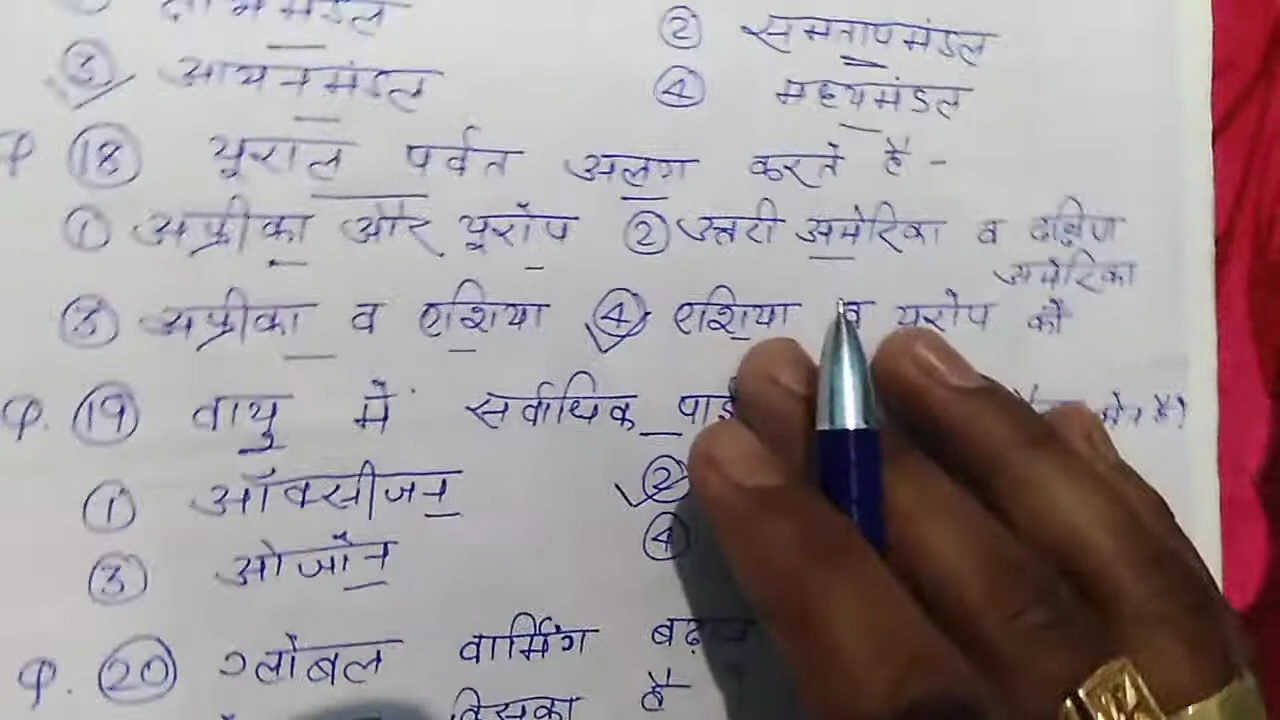 ② समतापमंडल
③ आयनमंडल ④ मध्यमंडल
(18) यूराल पर्वत अलग करते है -
① अफ्रीका और यूरोप ② उत्तरी अमेरिका व दक्षिण
अमेरिका
③ अफ्रीका व एशिया ④ एशिया व यूरोप को
Q. (19) वायु में सर्वाधिक
① ऑक्सीजन ②
③ ओजोन ④
Q. (20) ग्लोबल वार्मिंग
किसका है